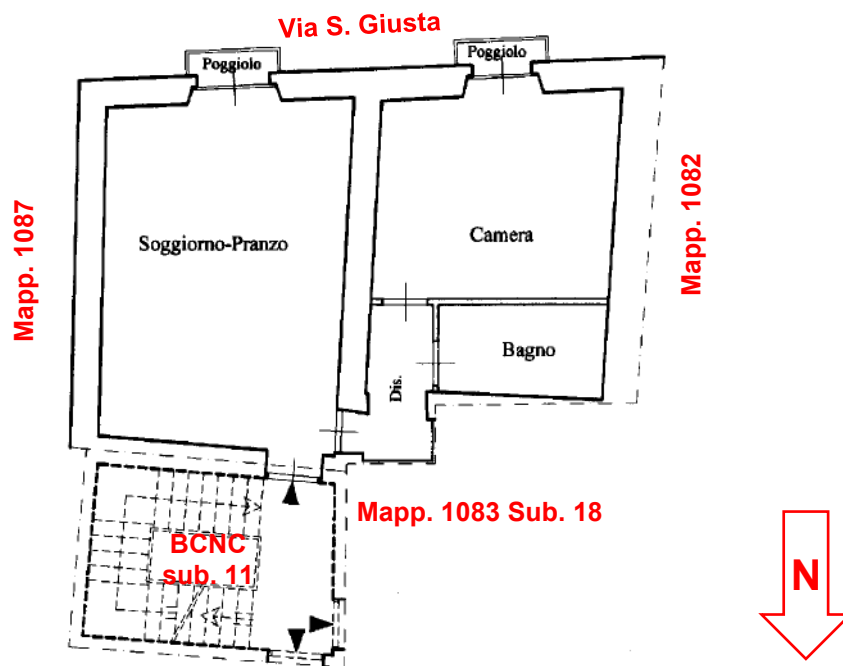 Via S. Giusta
Poggiolo
Poggiolo
Mapp. 1087
Mapp. 1082
Soggiorno-Pranzo
Camera
Bagno
Dis.
Mapp. 1083 Sub. 18
BCNC
sub. 11
N